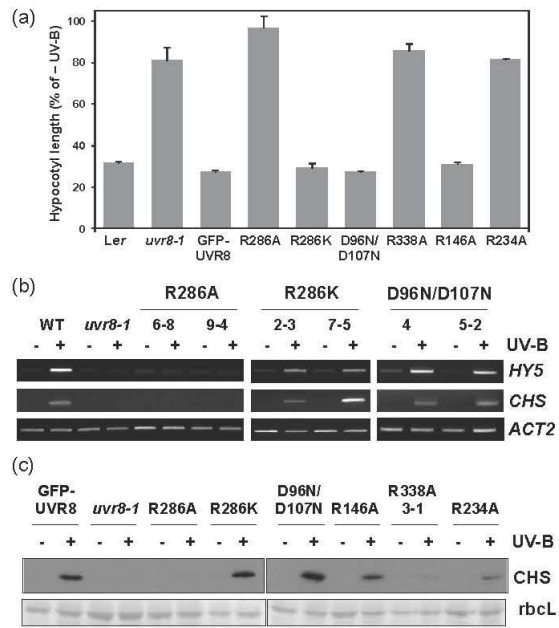 (a)
Hypocotyl length (% of – UV-B)
100
80
60
40
20
0
Ler uvr8-1 GFP-UVR8 R286A R286K D96N/D107N R338A R146A R234A
(b)
R286A R286K D96N/D107N
WT uvr8-1 6-8 9-4 2-3 7-5 4 5-2
- + - + - + - + - + - + - + - + UV-B
HY5
CHS
ACT2
(c)
GFP-UVR8 uvr8-1 R286A R286K D96N/D107N R146A R338A 3-1 R234A
- + - + - + - + - + - + - + - + UV-B
CHS
rbcL